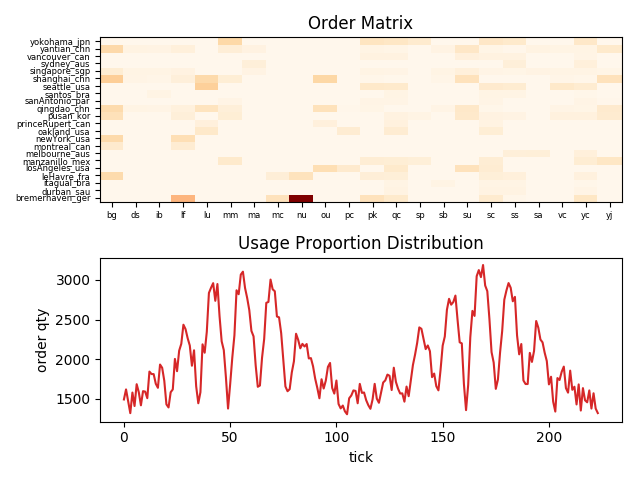 Order Matrix
yokohama_jpn
yantian_chn
vancouver_can
sydney_aus
singapore_sgp
shanghai_chn
seattle_usa
santos_bra
sanAntonio_par
qingdao_chn
pusan_kor
princeRupert_can
oakland_usa
newYork_usa
montreal_can
melbourne_aus
manzanillo_mex
losAngeles_usa
leHavre_fra
itagual_bra
durban_sau
bremerhaven_ger
bg ds ib lf lu mm ma mc nu ou pc pk qc sp sb su sc ss sa vc yc yj
Usage Proportion Distribution
3000
2500
2000
1500
order qty
0 50 100 150 200
tick